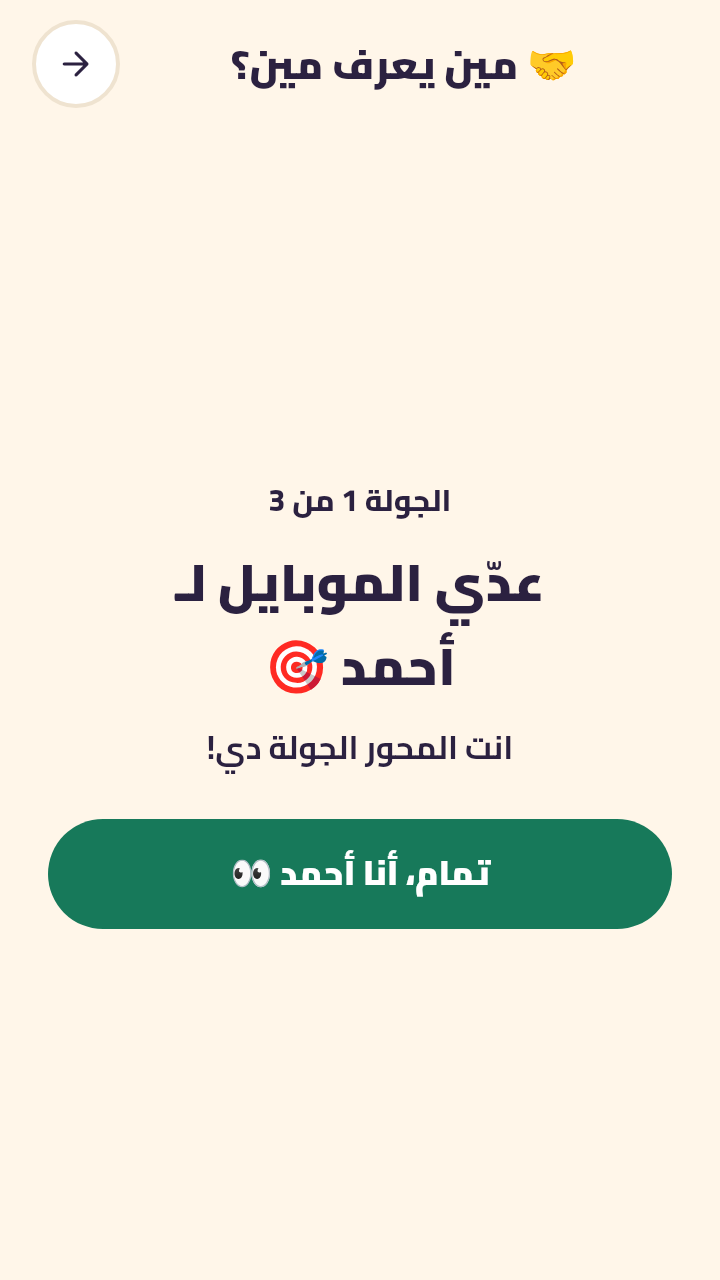 🤝 مين يعرف مين؟
الجولة 1 من 3
عدّي الموبايل لـ
أحمد 🎯
انت المحور الجولة دي!
تمام، أنا أحمد 👀